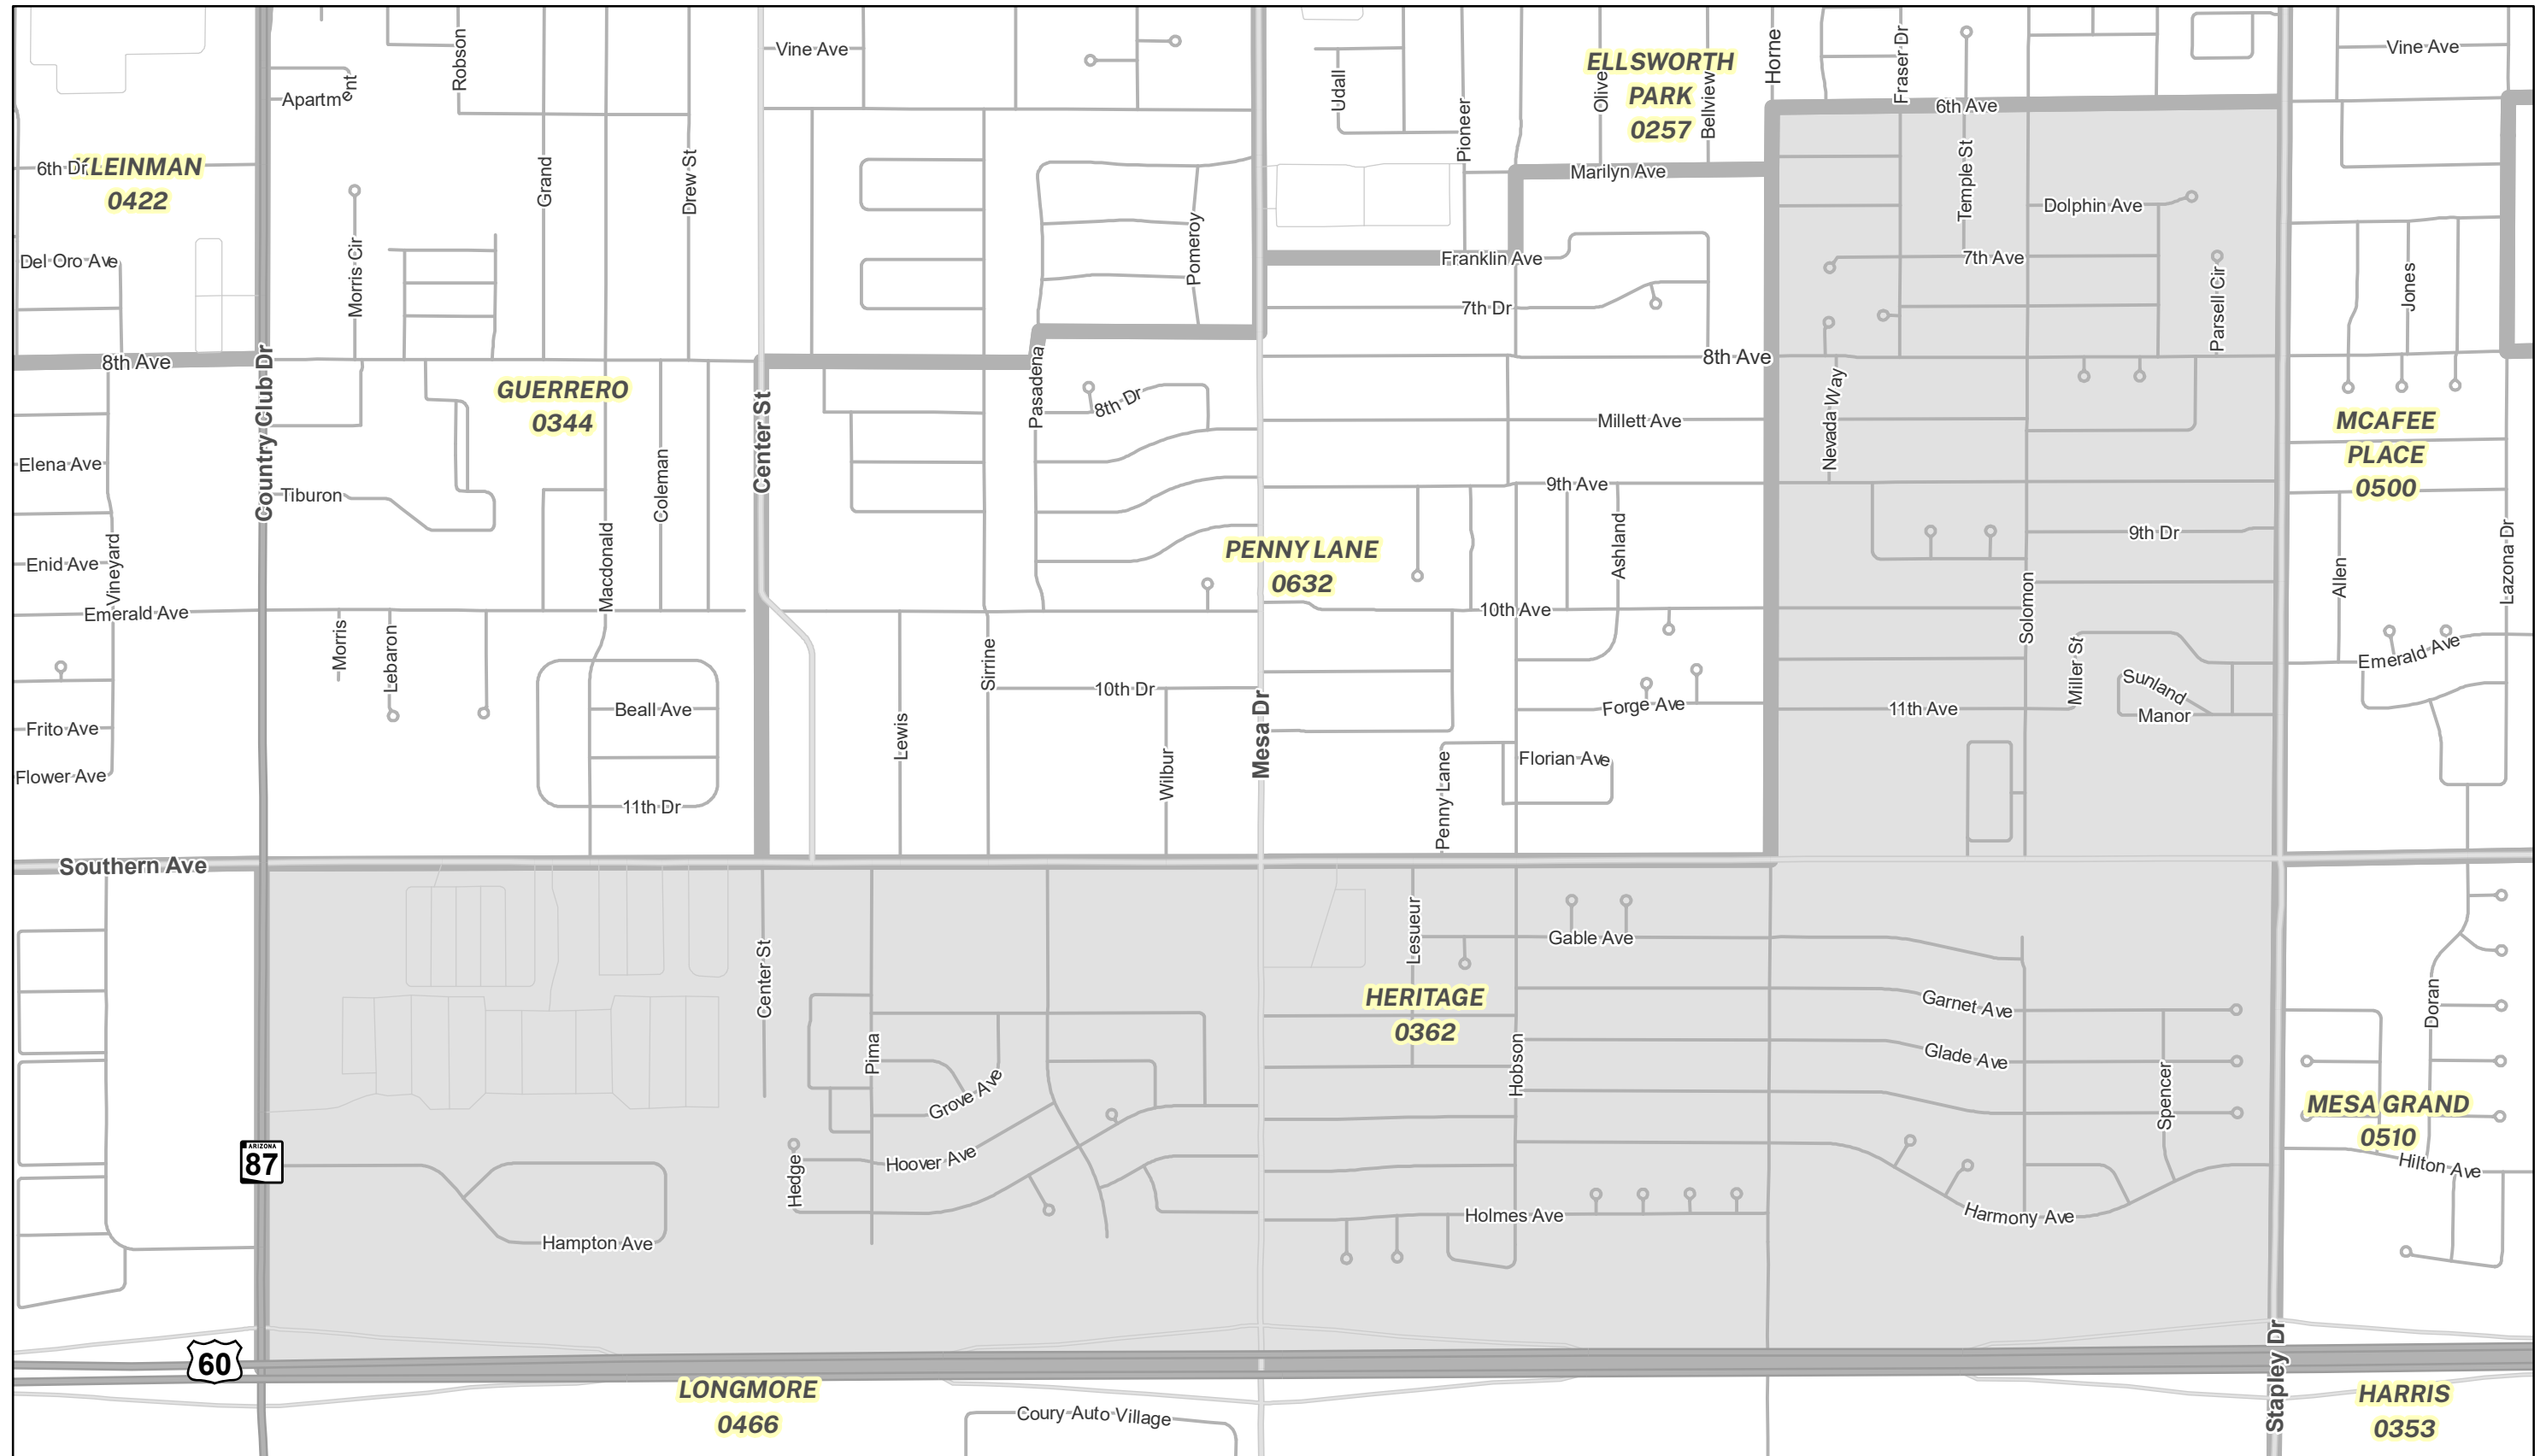 Vine Ave
Vine Ave
Robson
Apartment
Udall
Pioneer
ELLSWORTH
PARK
0257
Olive
Bellview
Horne
Fraser Dr
6th Ave
6th Dr
KLEINMAN
0422
Grand
Drew St
Marilyn Ave
Temple St
Dolphin Ave
Del Oro Ave
Morris Cir
Pomeroy
Franklin Ave
7th Ave
7th Dr
Parsell Cir
Jones
8th Ave
8th Ave
Country Club Dr
GUERRERO
0344
Center St
Pasadena
8th Dr
Millett Ave
Nevada Way
MCAFEE
PLACE
0500
Elena Ave
Tiburon
Coleman
Macdonald
9th Ave
Ashland
9th Dr
Enid Ave
Vineyard
PENNY LANE
0632
Solomon
Allen
Lazona Dr
Emerald Ave
10th Ave
Morris
Lebaron
Sirrine
10th Dr
Mesa Dr
Miller St
Emerald Ave
Sunland
Manor
Frito Ave
Beall Ave
Lewis
Wilbur
Forge Ave
11th Ave
Flower Ave
11th Dr
Penny Lane
Florian Ave
Southern Ave
Center St
Lesueur
Gable Ave
HERITAGE
0362
Garnet Ave
Doran
Pima
Grove Ave
Hobson
Glade Ave
Spencer
MESA GRAND
0510
ARIZONA
87
Hedge
Hoover Ave
Hilton Ave
Hampton Ave
Holmes Ave
Harmony Ave
60
LONGMORE
0466
Coury Auto Village
Stapley Dr
HARRIS
0353